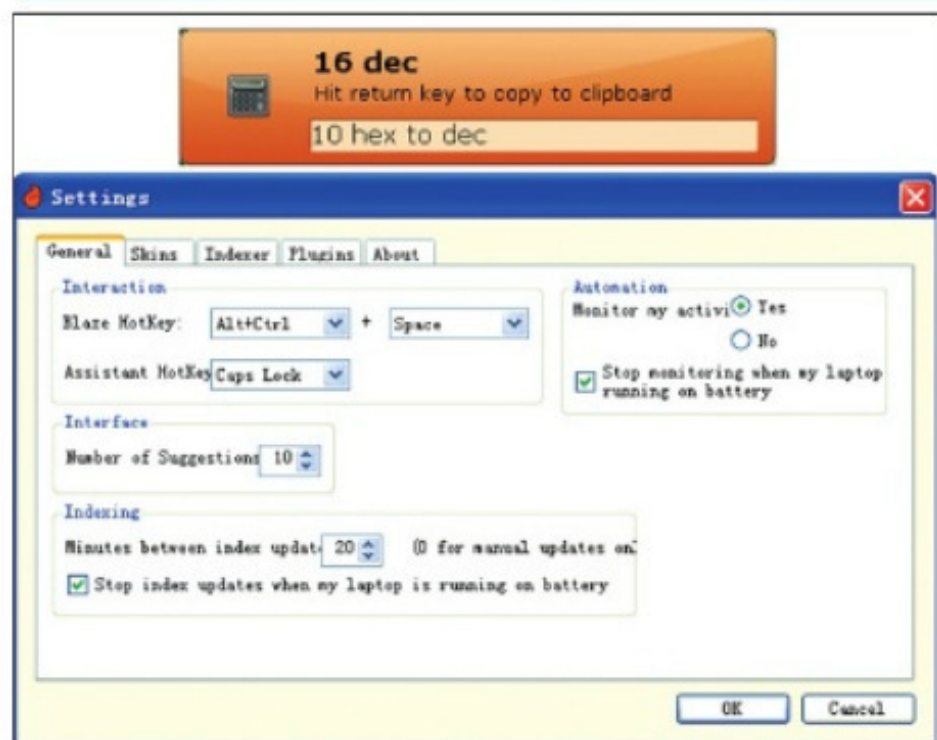 16 dec
Hit return key to copy to clipboard
10 hex to dec
Settings
General Skins Indexer Plugins About
Interaction
Blaze HotKey: Alt+Ctrl + Space
Assistant HotKey Caps Lock
Automation
Monitor my activi Yes
No
Stop monitoring when my laptop
running on battery
Interface
Number of Suggestions 10
Indexing
Minutes between index updat 20 (0 for manual updates onl
Stop index updates when my laptop is running on battery
OK Cancel